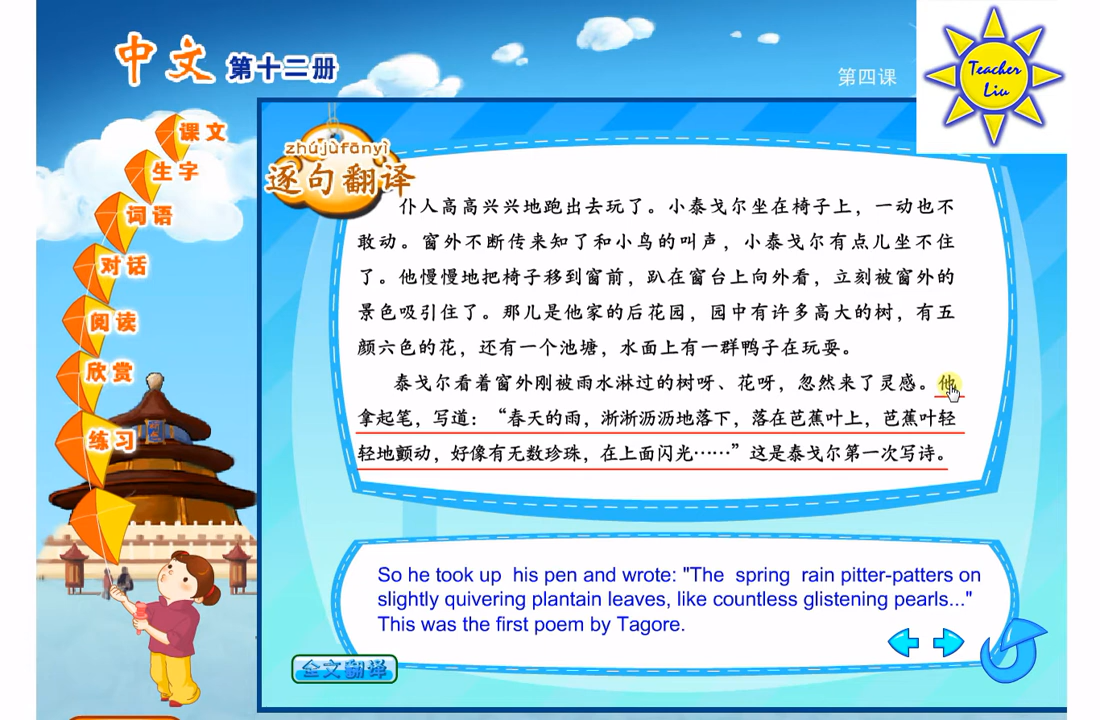 中文 第十二册
第四课
Teacher
Liu
课文
生字
词语
对话
阅读
欣赏
练习
zhújùfānyì
逐句翻译
仆人高高兴兴地跑出去玩了。小泰戈尔坐在椅子上，一动也不
敢动。窗外不断传来知了和小鸟的叫声，小泰戈尔有点儿坐不住
了。他慢慢地把椅子移到窗前，趴在窗台上向外看，立刻被窗外的
景色吸引住了。那儿是他家的后花园，园中有许多高大的树，有五
颜六色的花，还有一个池塘，水面上有一群鸭子在玩耍。
泰戈尔看着窗外刚被雨水淋过的树呀、花呀，忽然来了灵感。他
拿起笔，写道：“春天的雨，淅淅沥沥地落下，落在芭蕉叶上，芭蕉叶轻
轻地颤动，好像有无数珍珠，在上面闪光……”这是泰戈尔第一次写诗。
So he took up his pen and wrote: "The spring rain pitter-patters on
slightly quivering plantain leaves, like countless glistening pearls..."
This was the first poem by Tagore.
全文翻译